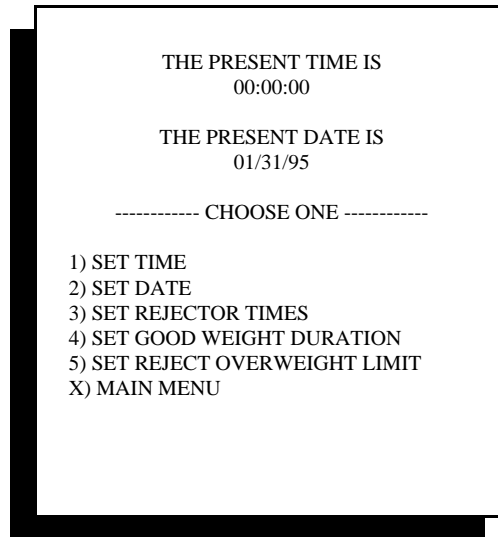 THE PRESENT TIME IS
00:00:00
THE PRESENT DATE IS
01/31/95
------------ CHOOSE ONE ------------
1) SET TIME
2) SET DATE
3) SET REJECTOR TIMES
4) SET GOOD WEIGHT DURATION
5) SET REJECT OVERWEIGHT LIMIT
X) MAIN MENU